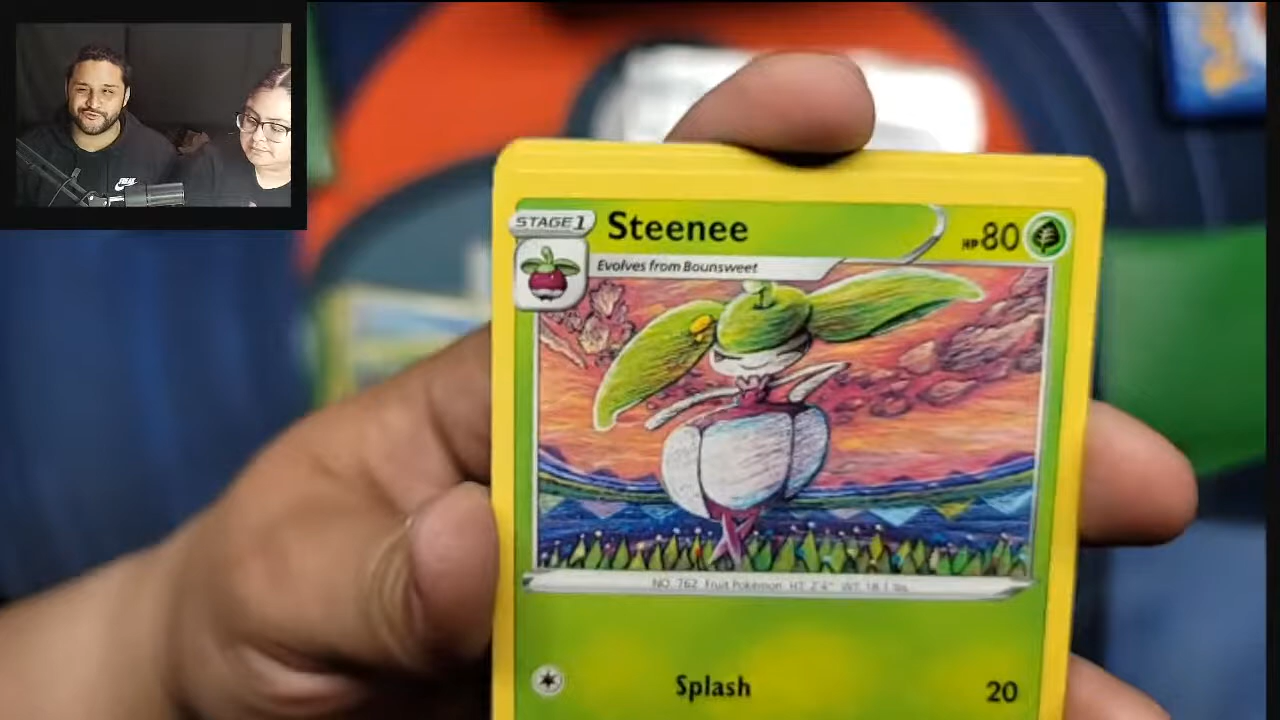 STAGE 1
Steenee
HP 80
Evolves from Bounsweet
NO. 762 Fruit Pokémon HT: 2'4" WT: 18.1 lbs.
Splash
20